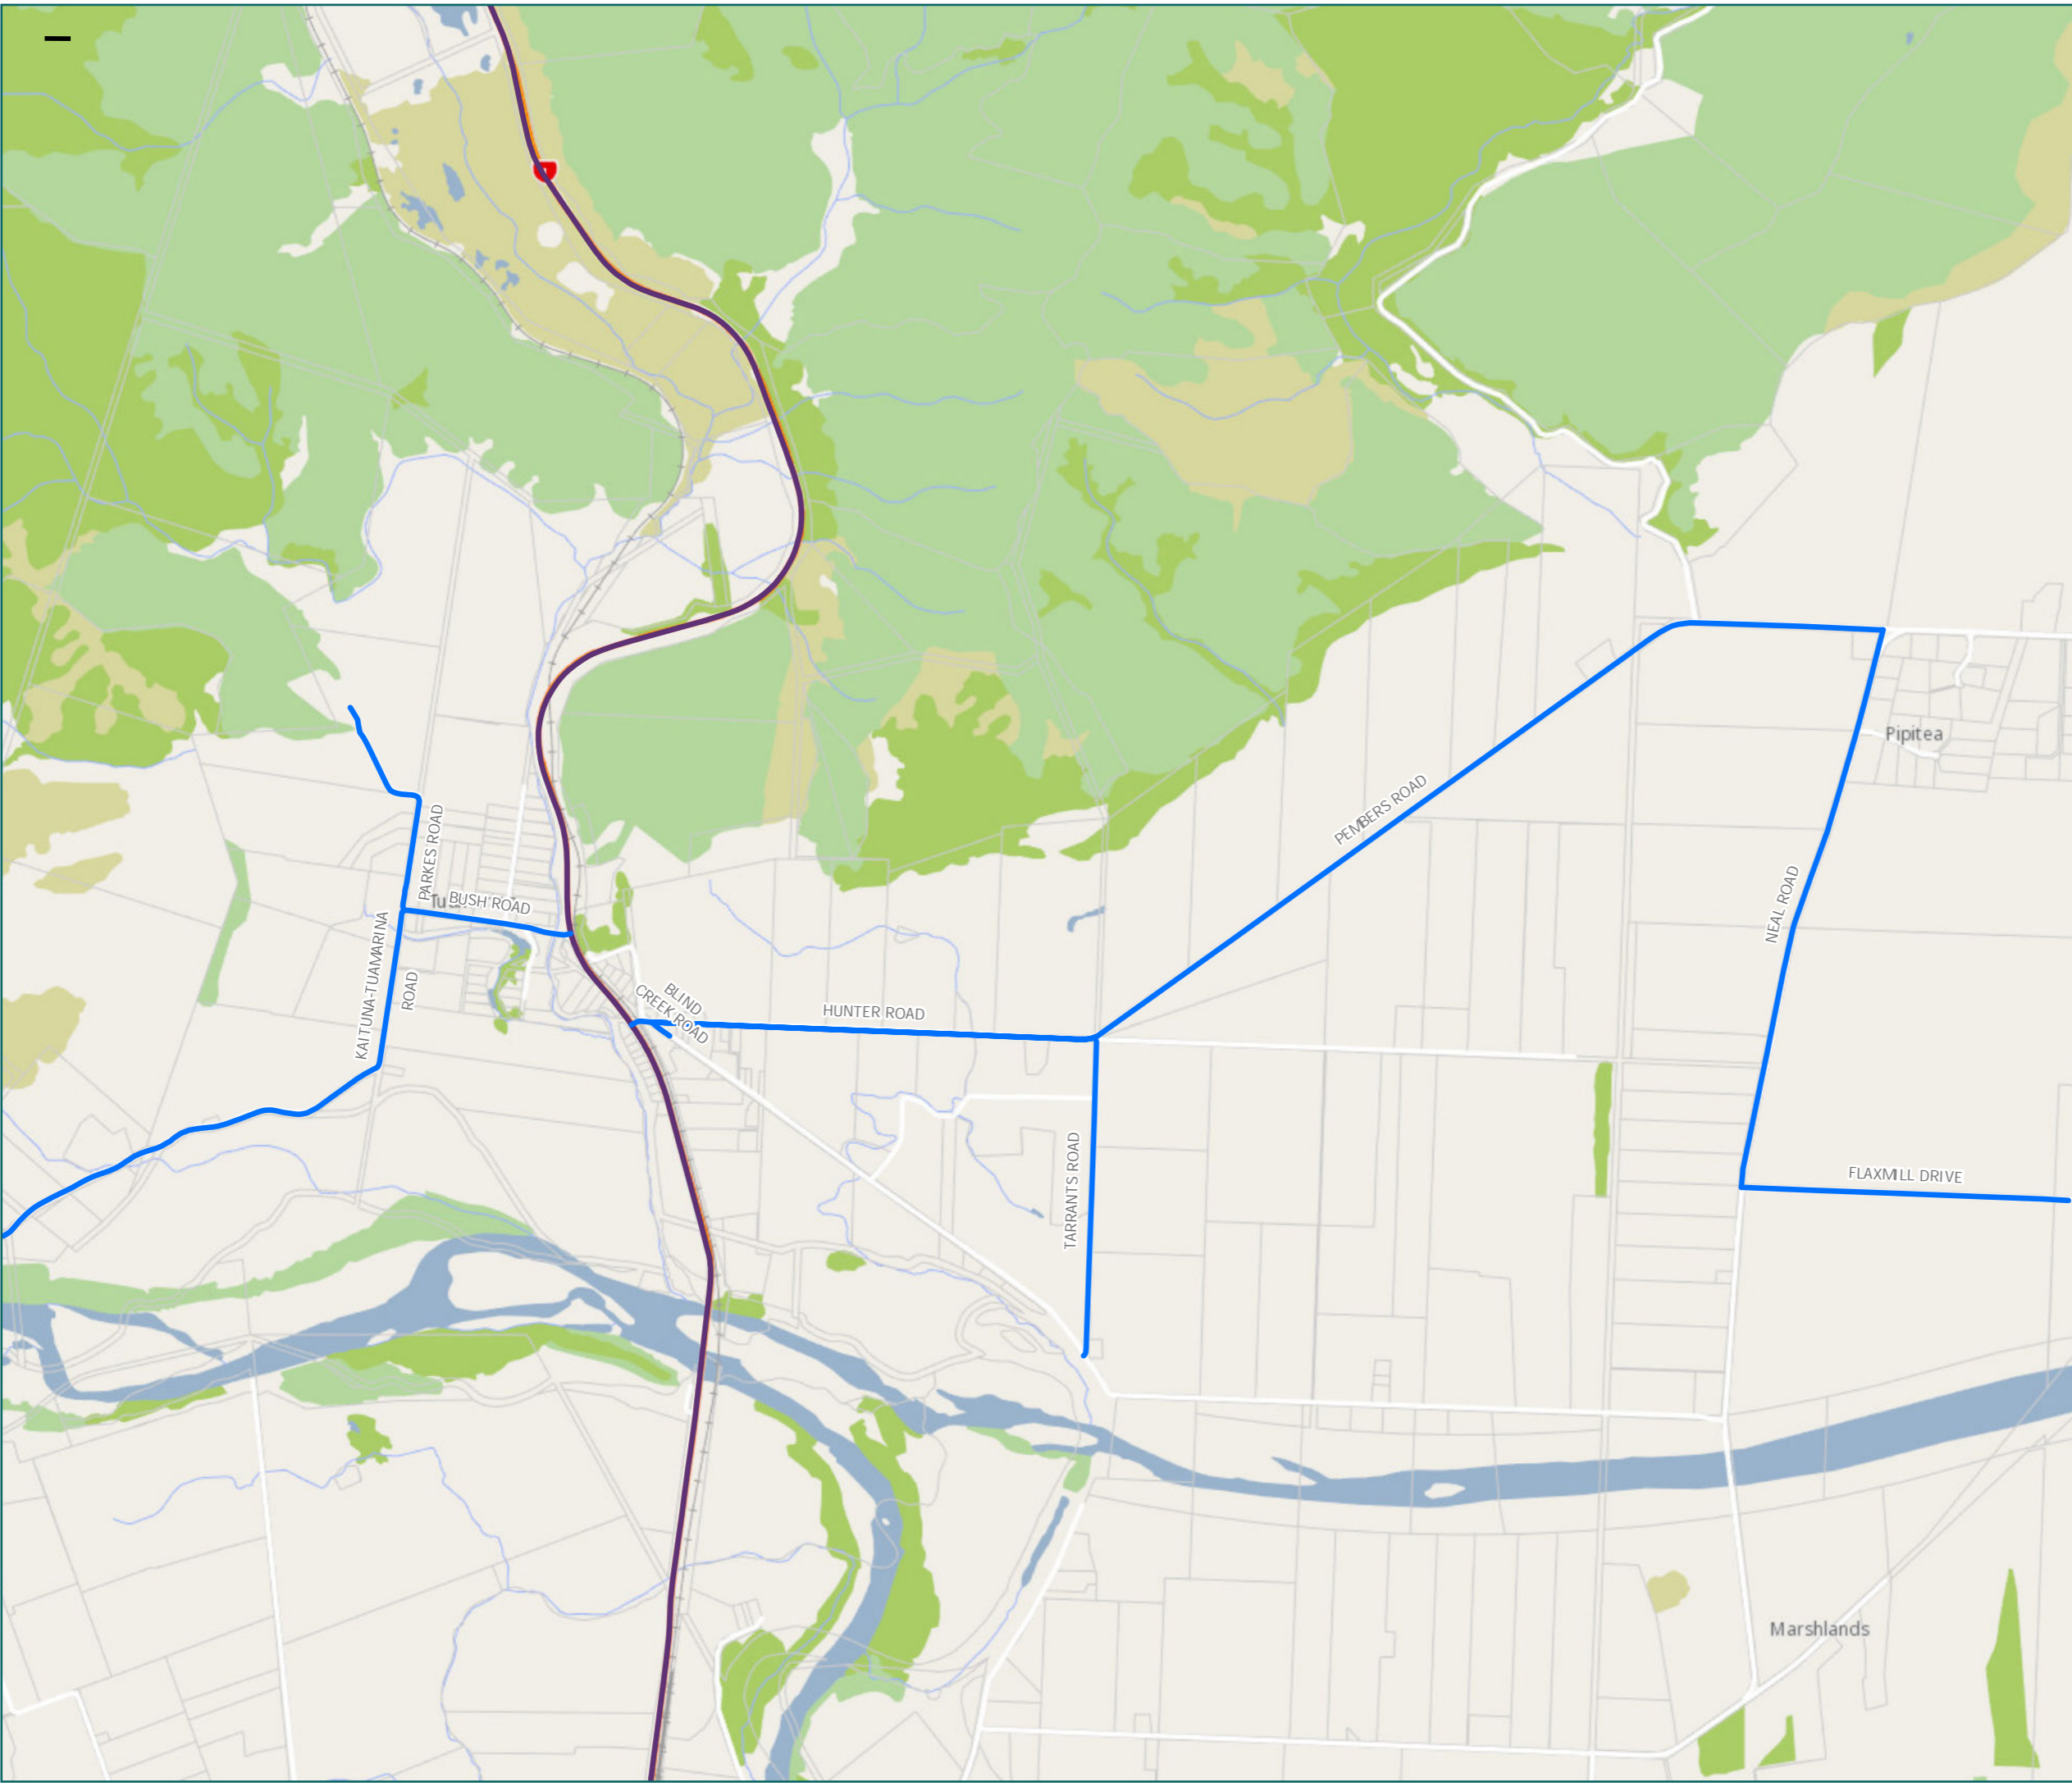 Pipitea
PEMBERS ROAD
PARKES ROAD
BUSH ROAD
NEAL ROAD
KAITUNA-TUAMARINA
ROAD
BLIND
CREEK ROAD
HUNTER ROAD
TARRANTS ROAD
FLAXMILL DRIVE
Marshlands